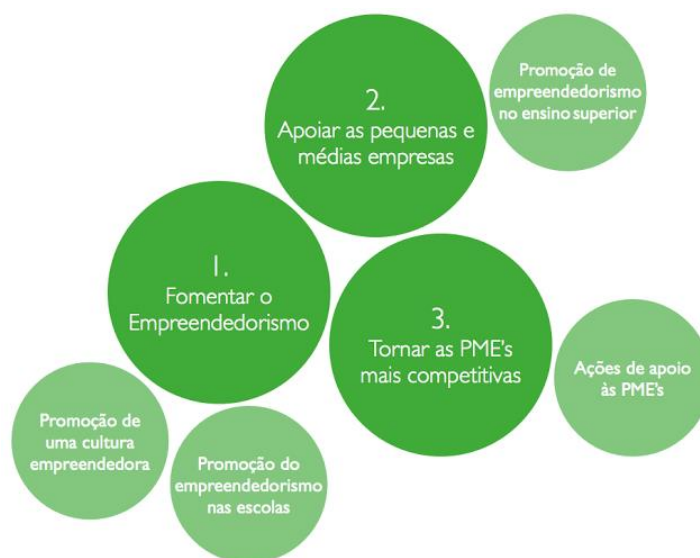 2.
Apoiar as pequenas e
médias empresas
Promoção de
empreendedorismo
no ensino superior
1.
Fomentar o
Empreendedorismo
3.
Tornar as PME's
mais competitivas
Ações de apoio
às PME's
Promoção de
uma cultura
empreendedora
Promoção do
empreendedorismo
nas escolas